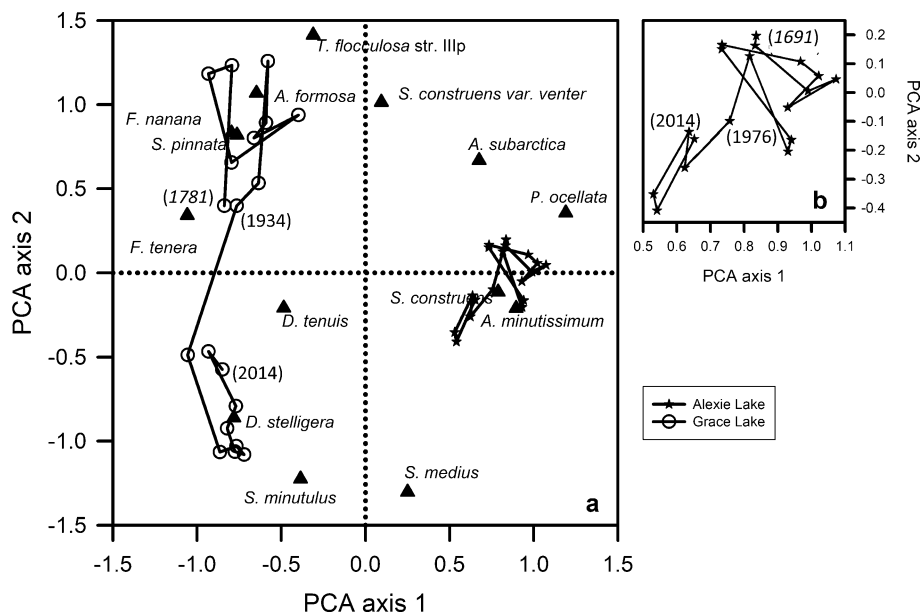 1.5
1.0
0.5
0.0
-0.5
-1.0
-1.5
PCA axis 2
T. flocculosa str. IIIp
A. formosa
S. construens var. venter
F. nanana
S. pinnata
A. subarctica
(1781)
P. ocellata
(1934)
F. tenera
S. construens
D. tenuis
A. minutissimum
(2014)
D. stelligera
S. medius
S. minutulus
a
-1.5 -1.0 -0.5 0.0 0.5 1.0 1.5
PCA axis 1
(1691)
(2014)
(1976)
b
0.2
0.1
0.0
-0.1
-0.2
-0.3
-0.4
PCA axis 2
0.5 0.6 0.7 0.8 0.9 1.0 1.1
PCA axis 1
Alexie Lake
Grace Lake